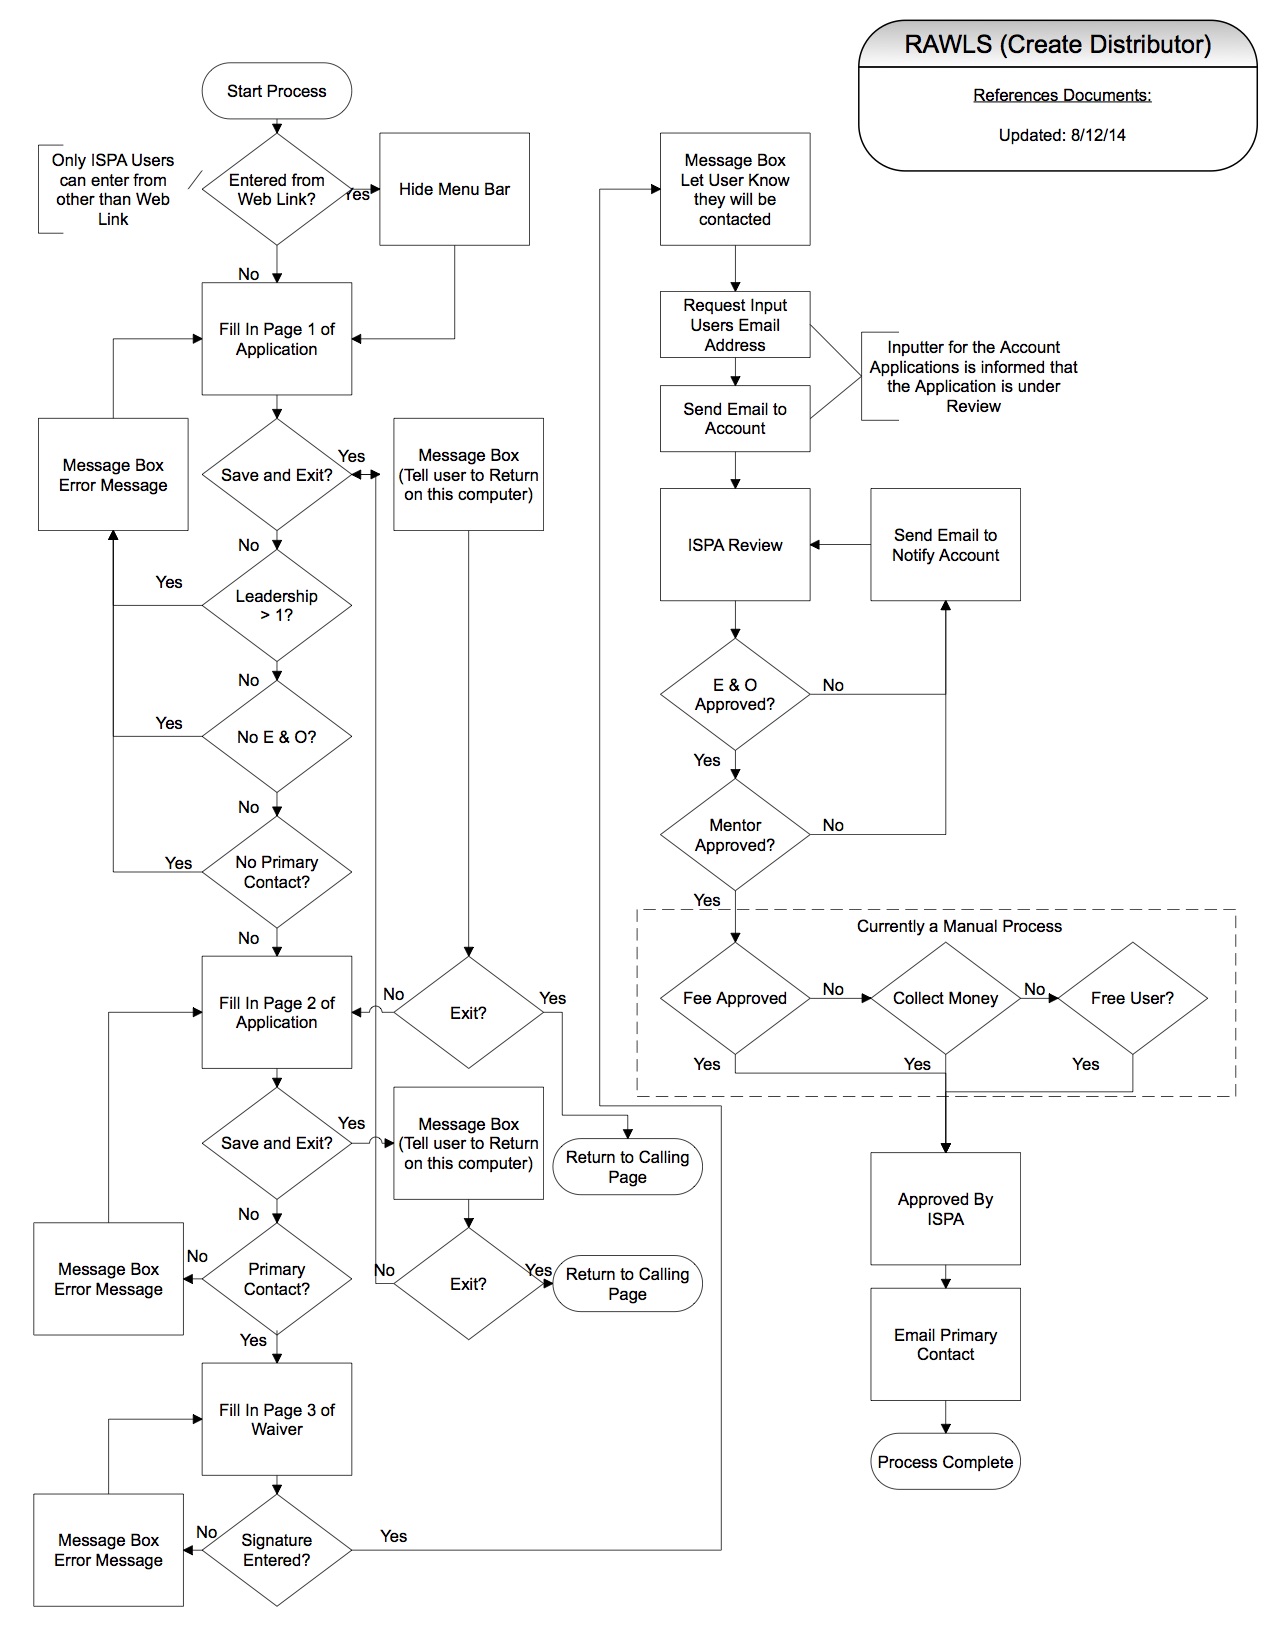 RAWLS (Create Distributor)
References Documents:
Updated: 8/12/14
Start Process
Only ISPA Users
can enter from
other than Web
Link
Entered from
Web Link?
Yes
Hide Menu Bar
No
Fill In Page 1 of
Application
Message Box
Error Message
Save and Exit?
Yes
Message Box
(Tell user to Return
on this computer)
No
Leadership
> 1?
Yes
No
No E & O?
Yes
No
No Primary
Contact?
Yes
No
Fill In Page 2 of
Application
No
Exit?
Yes
Save and Exit?
Yes
Message Box
(Tell user to Return
on this computer)
Return to Calling
Page
No
Message Box
Error Message
No
Primary
Contact?
No
Exit?
Yes
Return to Calling
Page
Yes
Fill In Page 3 of
Waiver
Message Box
Error Message
No
Signature
Entered?
Yes
Message Box
Let User Know
they will be
contacted
Request Input
Users Email
Address
Inputter for the Account
Applications is informed that
the Application is under
Review
Send Email to
Account
ISPA Review
Send Email to
Notify Account
E & O
Approved?
No
Yes
Mentor
Approved?
No
Yes
Currently a Manual Process
Fee Approved
No
Collect Money
No
Free User?
Yes
Yes
Yes
Approved By
ISPA
Email Primary
Contact
Process Complete